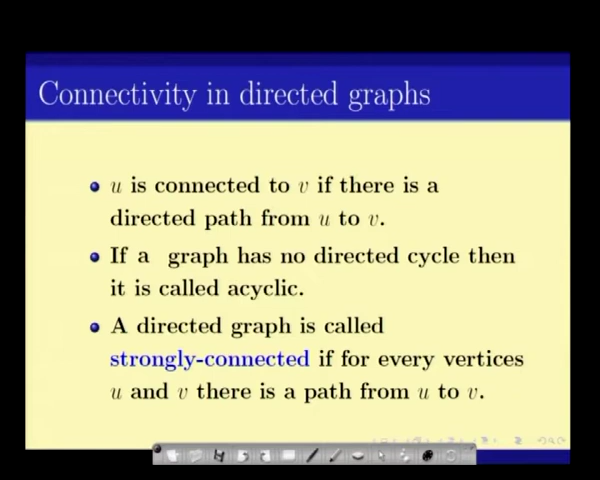 Connectivity in directed graphs
u is connected to v if there is a
directed path from u to v.
If a graph has no directed cycle then
it is called acyclic.
A directed graph is called
strongly-connected if for every vertices
u and v there is a path from u to v.